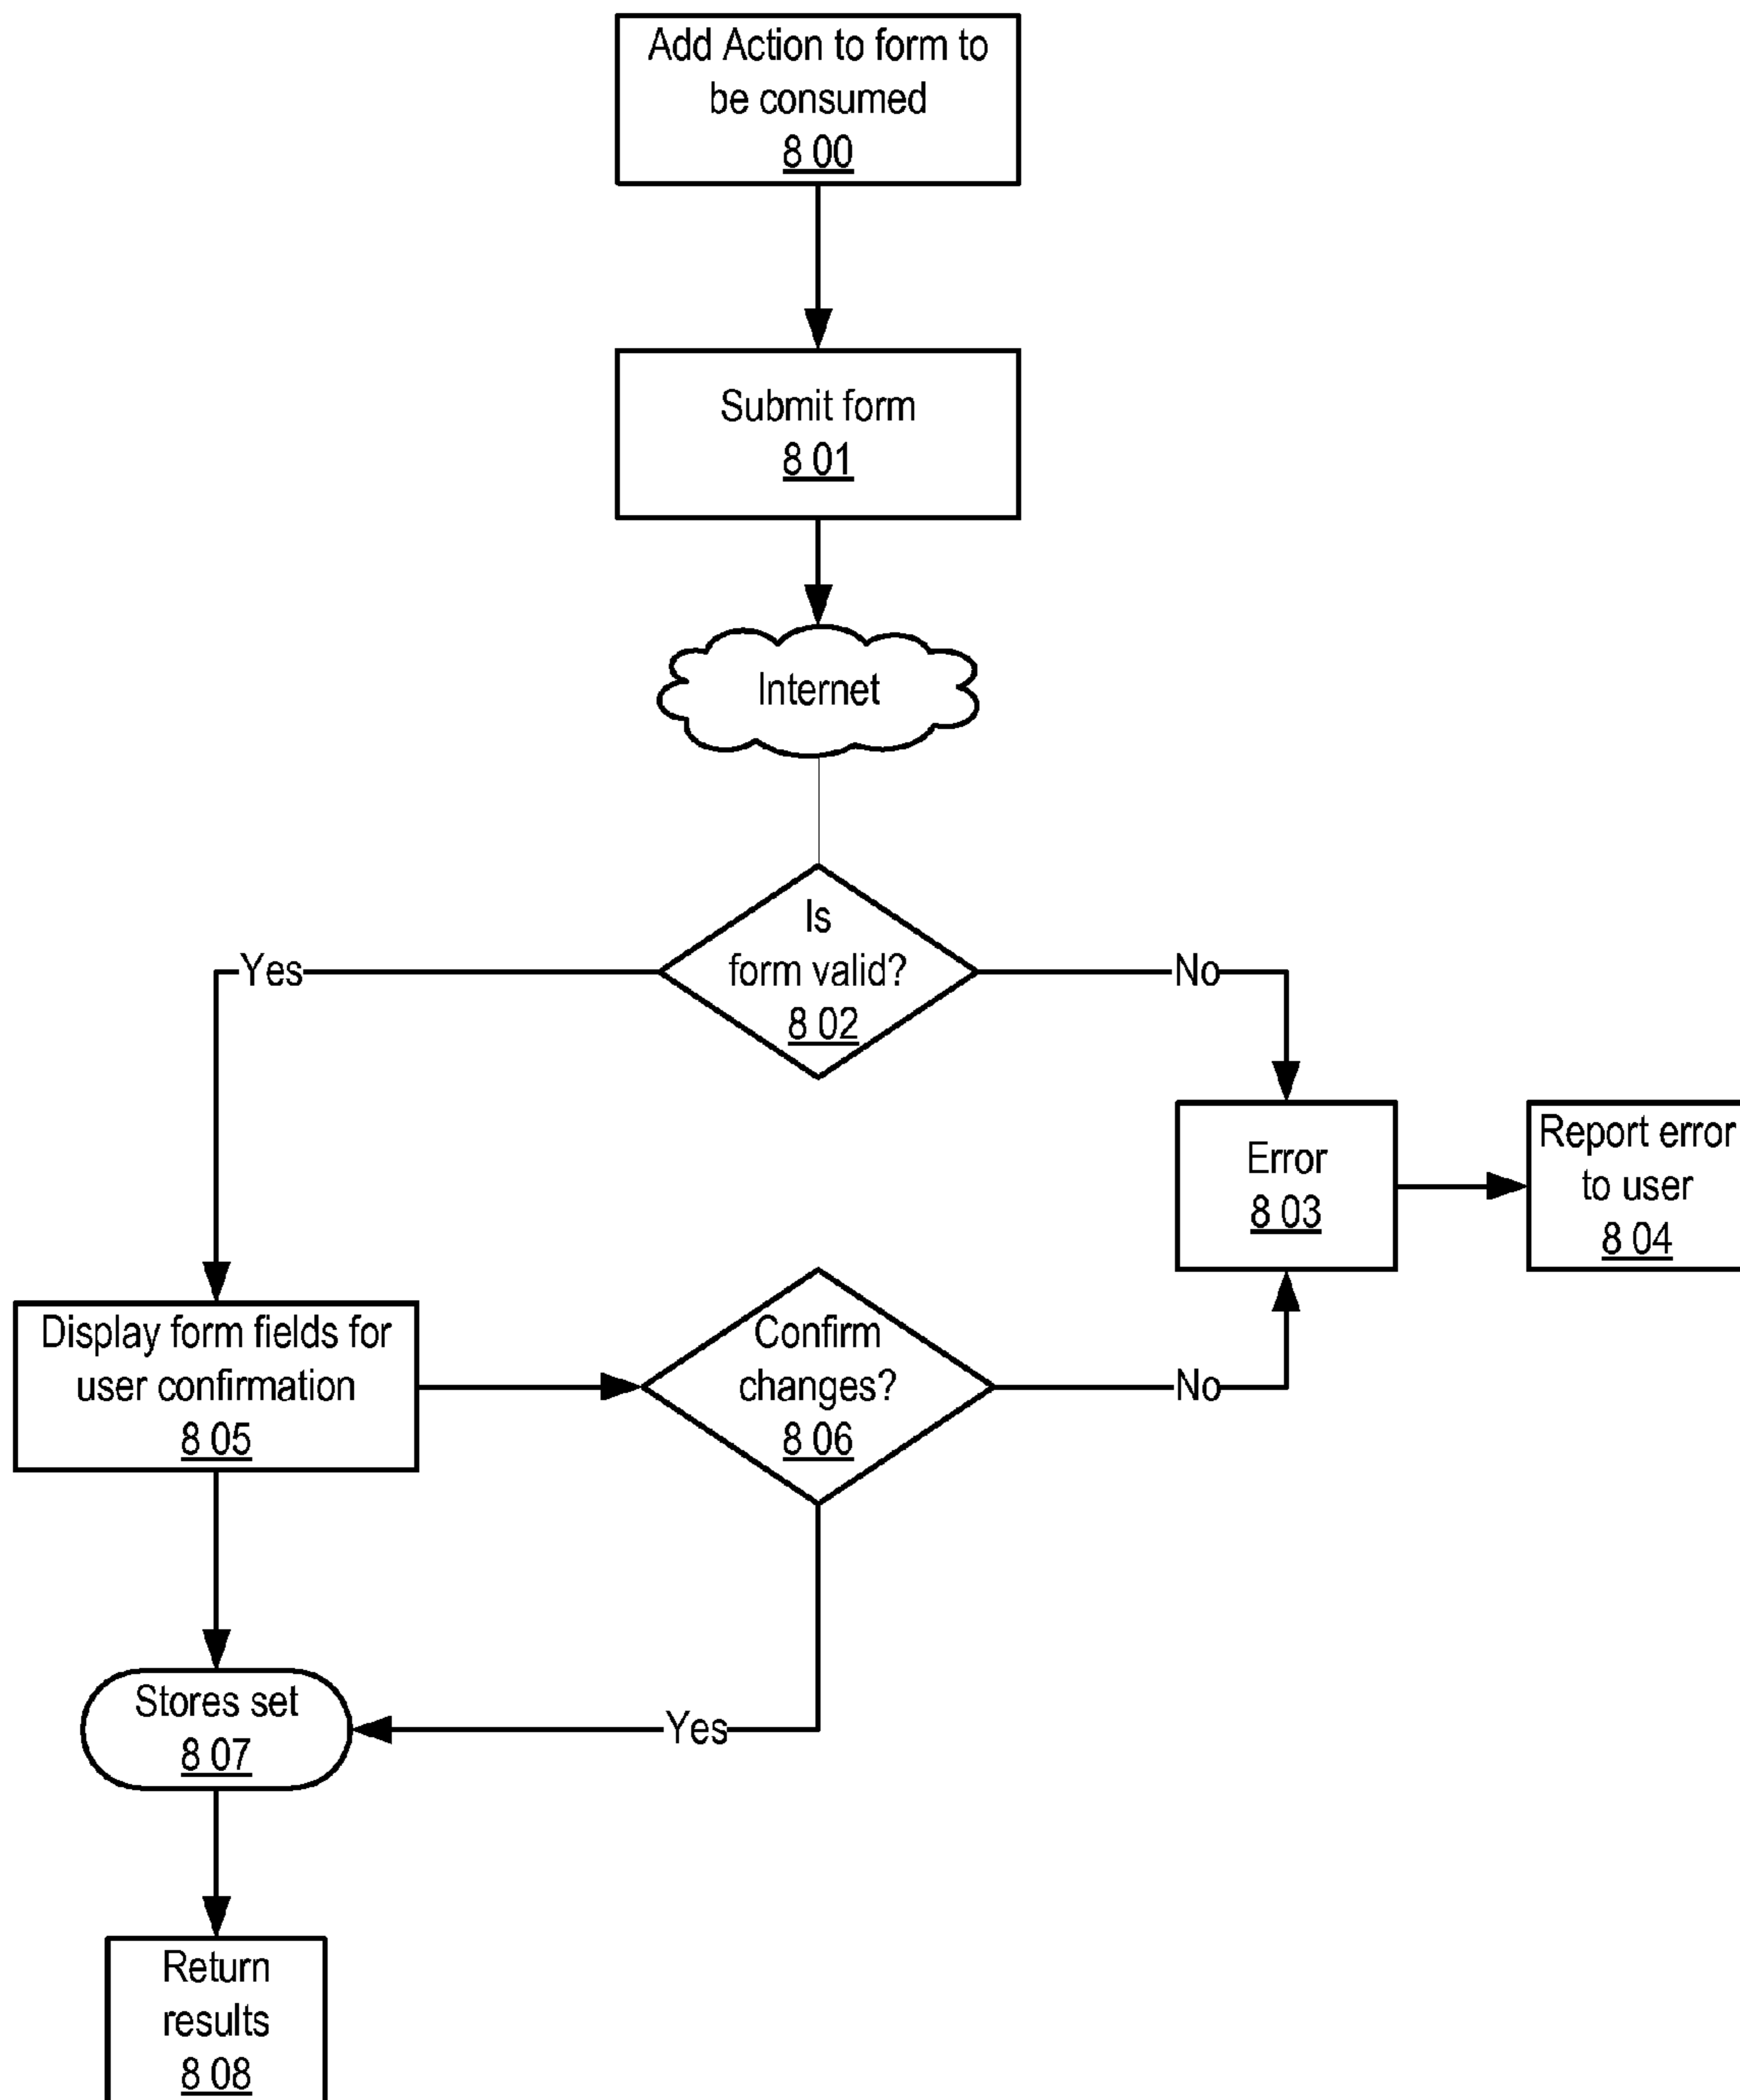 Add Action to form to
be consumed
8 00
Submit form
8 01
Internet
Is
form valid?
8 02
Yes
No
Error
8 03
Report error
to user
8 04
Display form fields for
user confirmation
8 05
Confirm
changes?
8 06
No
Stores set
8 07
Yes
Return
results
8 08